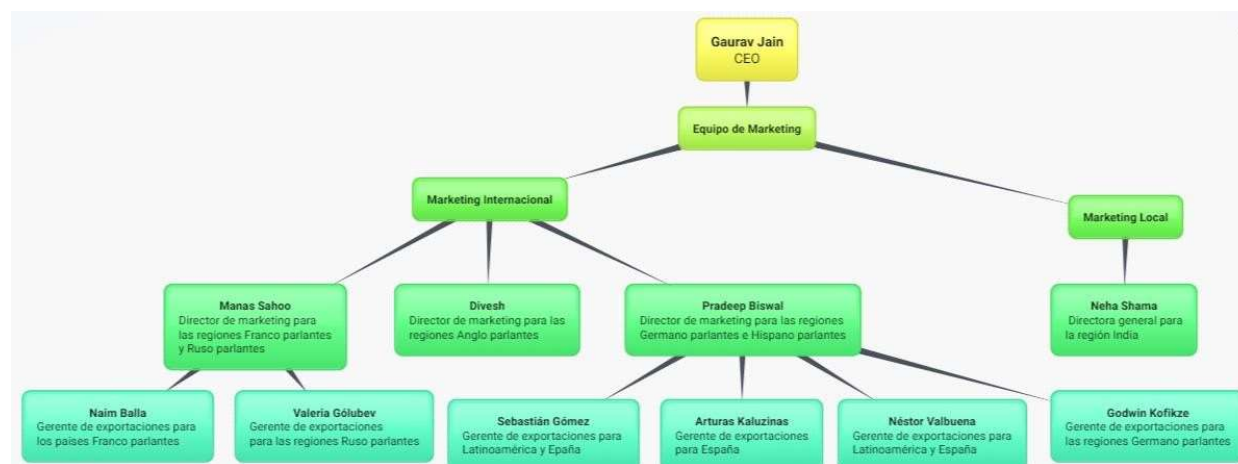 Gaurav Jain
CEO
Equipo de Marketing
Marketing Internacional
Marketing Local
Manas Sahoo
Director de marketing para
las regiones Franco parlantes
y Ruso parlantes
Divesh
Director de marketing para las
regiones Anglo parlantes
Pradeep Biswal
Director de marketing para las regiones
Germano parlantes e Hispano parlantes
Neha Shama
Directora general para
la región India
Naim Balla
Gerente de exportaciones para
los paises Franco parlantes
Valeria Gólubev
Gerente de exportaciones
para las regiones Ruso parlantes
Sebastián Gómez
Gerente de exportaciones para
Latinoamérica y Epaña
Arturas Kaluzinas
Gerente de exportaciones
para España
Néstor Valbuena
Gerente de exportaciones para
Latinoamérica y España
Godwin Kofikze
Gerente de exportaciones para
las regiones Germano parlantes